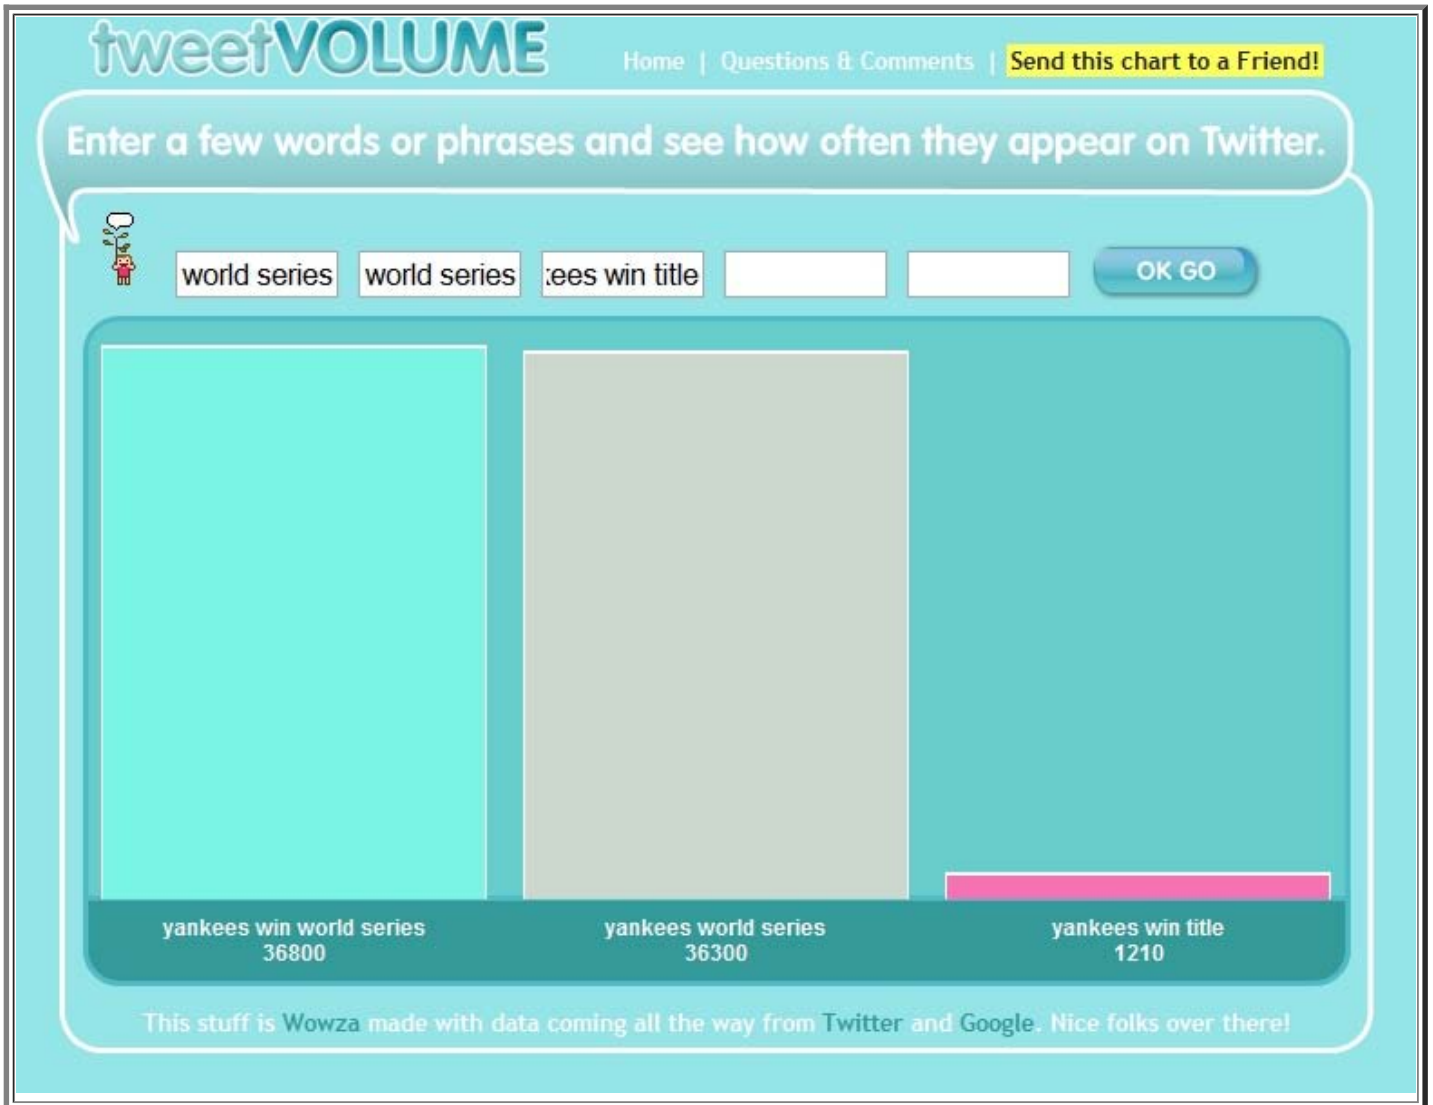 tweetVOLUME
Home | Questions & Comments | Send this chart to a Friend!
Enter a few words or phrases and see how often they appear on Twitter.
world series world series kees win title OK GO
yankees win world series yankees world series yankees win title
36800 36300 1210
This stuff is Wowza made with data coming all the way from Twitter and Google. Nice folks over there!